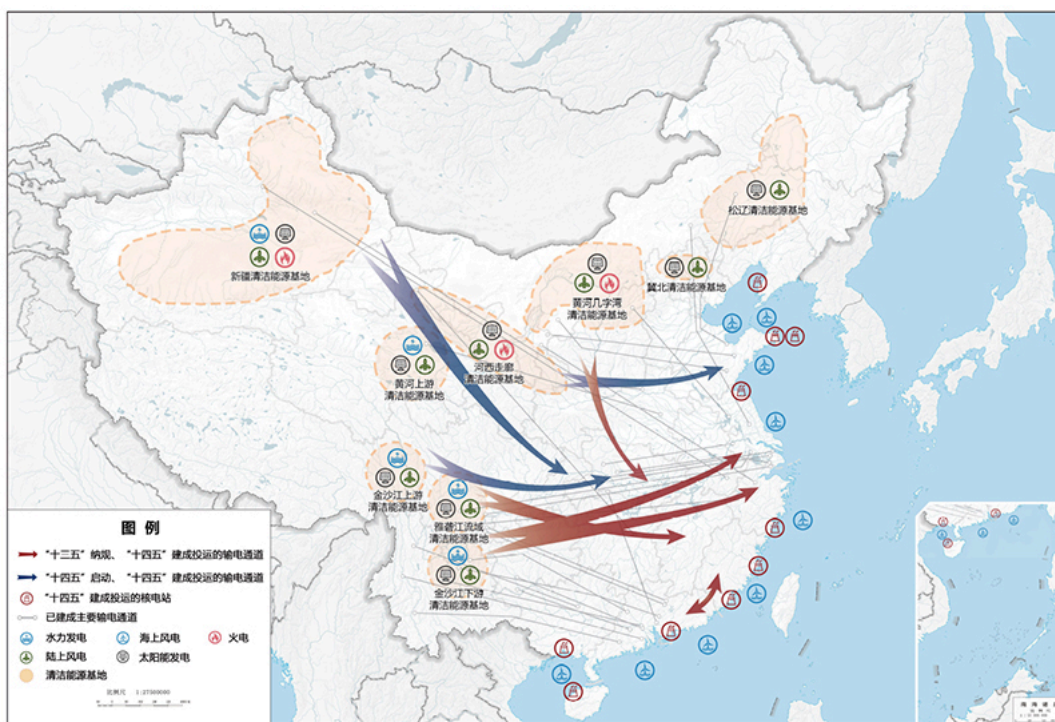 松辽清洁能源基地
冀北清洁能源基地
新疆清洁能源基地
黄河几字湾
清洁能源基地
黄河上游
清洁能源基地
河西走廊
清洁能源基地
金沙江上游
清洁能源基地
雅砻江流域
清洁能源基地
金沙江下游
清洁能源基地
图 例
“十三五”纳规、“十四五”建成投运的输电通道
“十四五”启动、“十四五”建成投运的输电通道
“十四五”建成投运的核电站
已建成主要输电通道
水力发电
海上风电
火电
陆上风电
太阳能发电
清洁能源基地